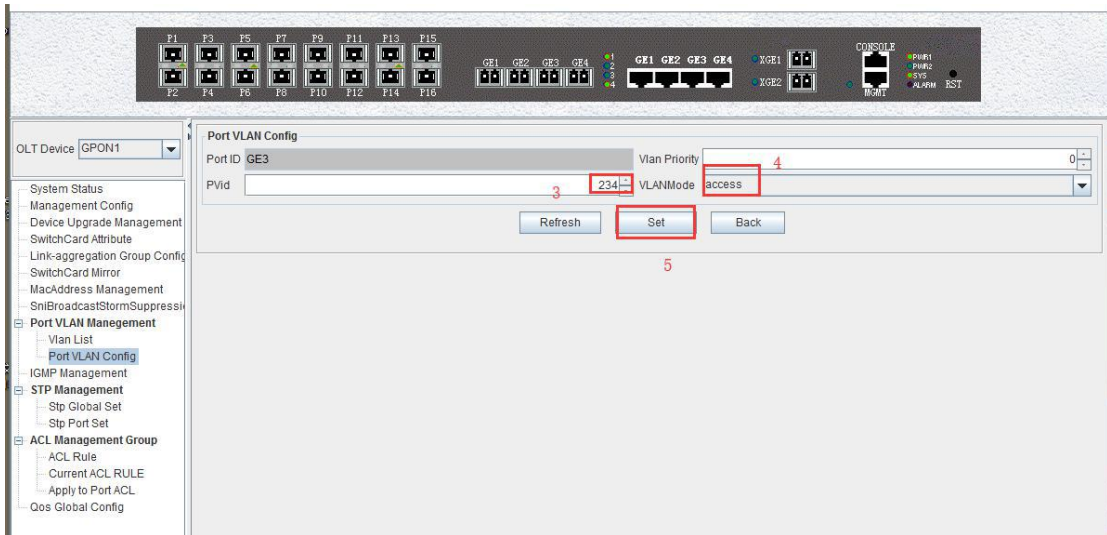 P1 P3 P5 P7 P9 P11 P13 P15
GE1 GE2 GE3 GE4
1
2
3
4
GE1 GE2 GE3 GE4
XGE1
XGE2
CONSOLE
MGMT
PWR1
PWR2
SYS
ALARM
RST
P2 P4 P6 P8 P10 P12 P14 P16
OLT Device GPON1
System Status
Management Config
Device Upgrade Management
SwitchCard Attribute
Link-aggregation Group Config
SwitchCard Mirror
MacAddress Management
SniBroadcastStormSuppressi
Port VLAN Manegement
Vlan List
Port VLAN Config
IGMP Management
STP Management
Stp Global Set
Stp Port Set
ACL Management Group
ACL Rule
Current ACL RULE
Apply to Port ACL
Qos Global Config
Port VLAN Config
Port ID GE3 Vlan Priority 0
4
PVid 234 VLANMode access
3
Refresh Set Back
5